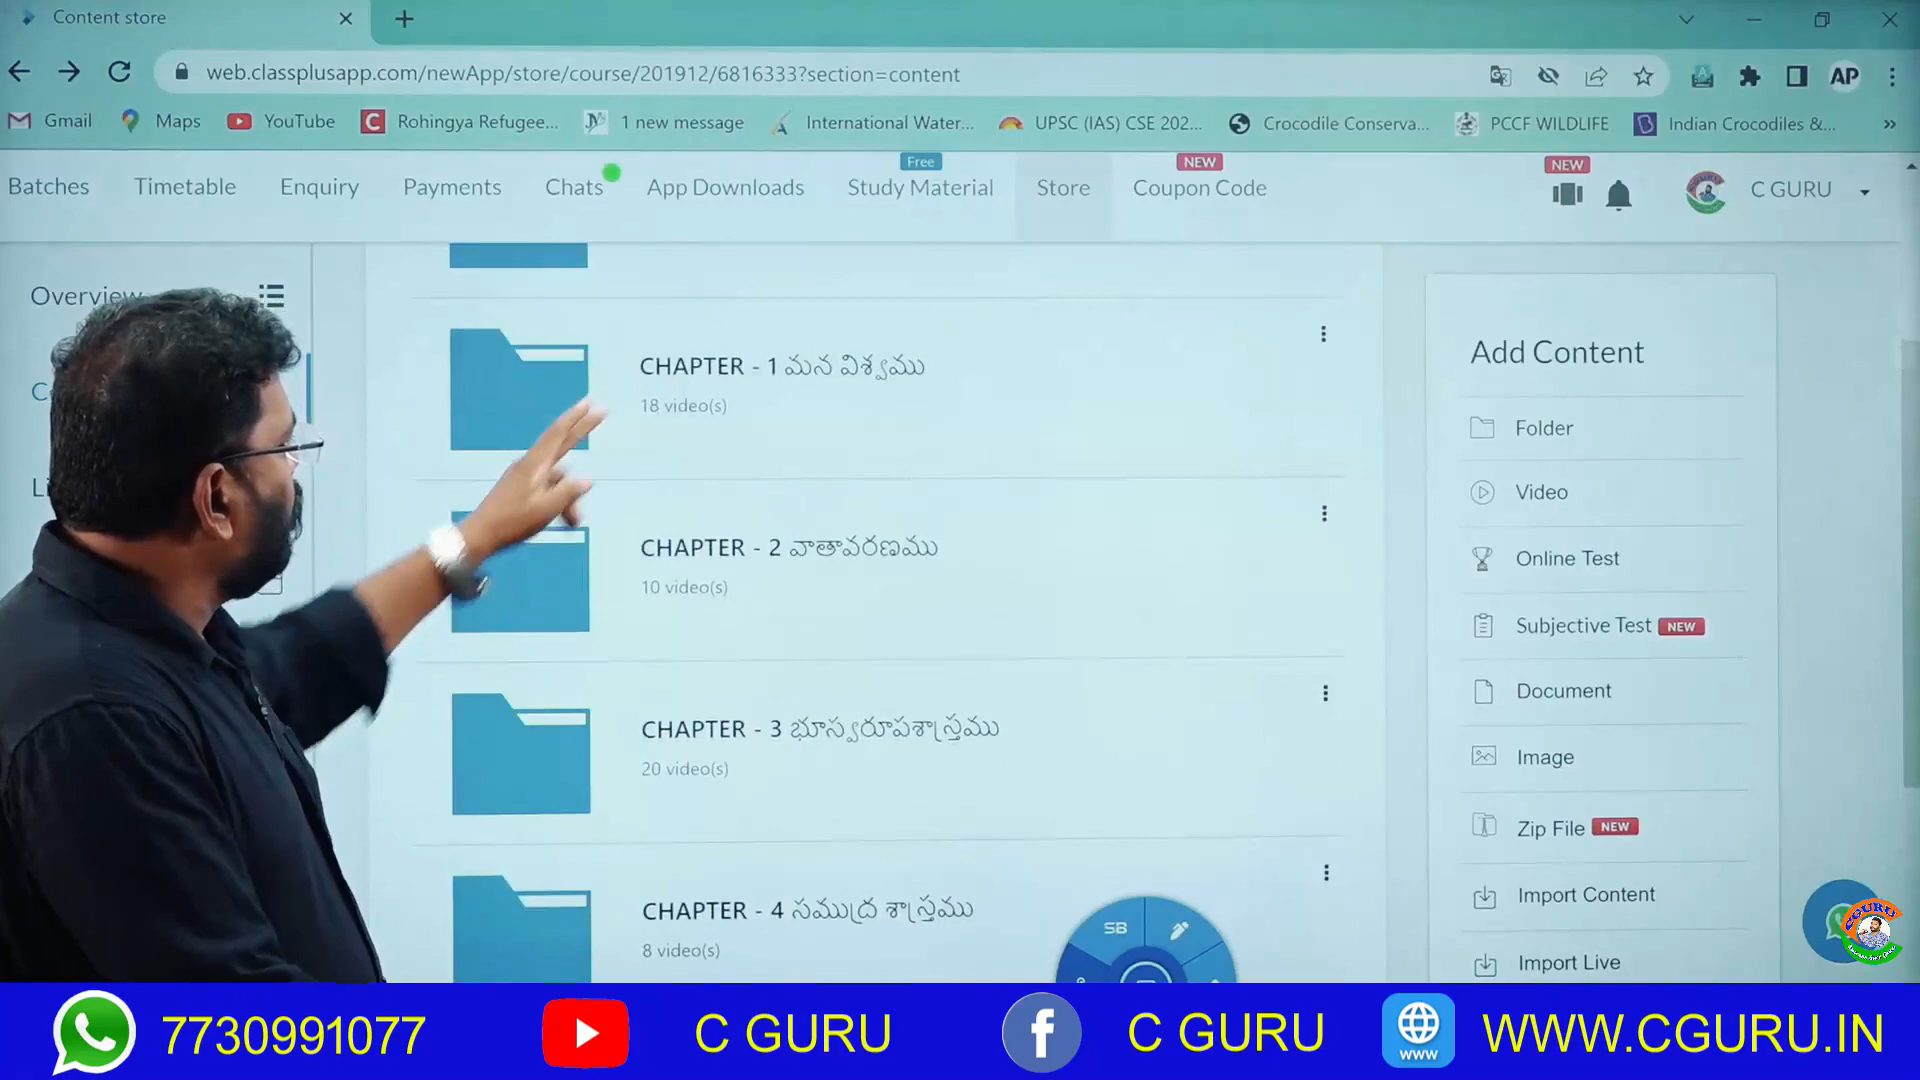 Content store
web.classplusapp.com/newApp/store/course/201912/6816333?section=content
AP
Gmail
Maps
YouTube
Rohingya Refugee...
1 new message
International Water...
UPSC (IAS) CSE 202...
Crocodile Conserva...
PCCF WILDLIFE
Indian Crocodiles &...
»
Batches
Timetable
Enquiry
Payments
Chats
App Downloads
Free
Study Material
Store
NEW
Coupon Code
NEW
C GURU
Overview
CHAPTER - 1 మన విశ్వము
18 video(s)
CHAPTER - 2 వాతావరణము
10 video(s)
CHAPTER - 3 భూస్వరూపశాస్త్రము
20 video(s)
CHAPTER - 4 సముద్ర శాస్త్రము
8 video(s)
Add Content
Folder
Video
Online Test
Subjective Test NEW
Document
Image
Zip File NEW
Import Content
Import Live
SB
CGURU
7730991077
C GURU
C GURU
WWW
WWW.CGURU.IN